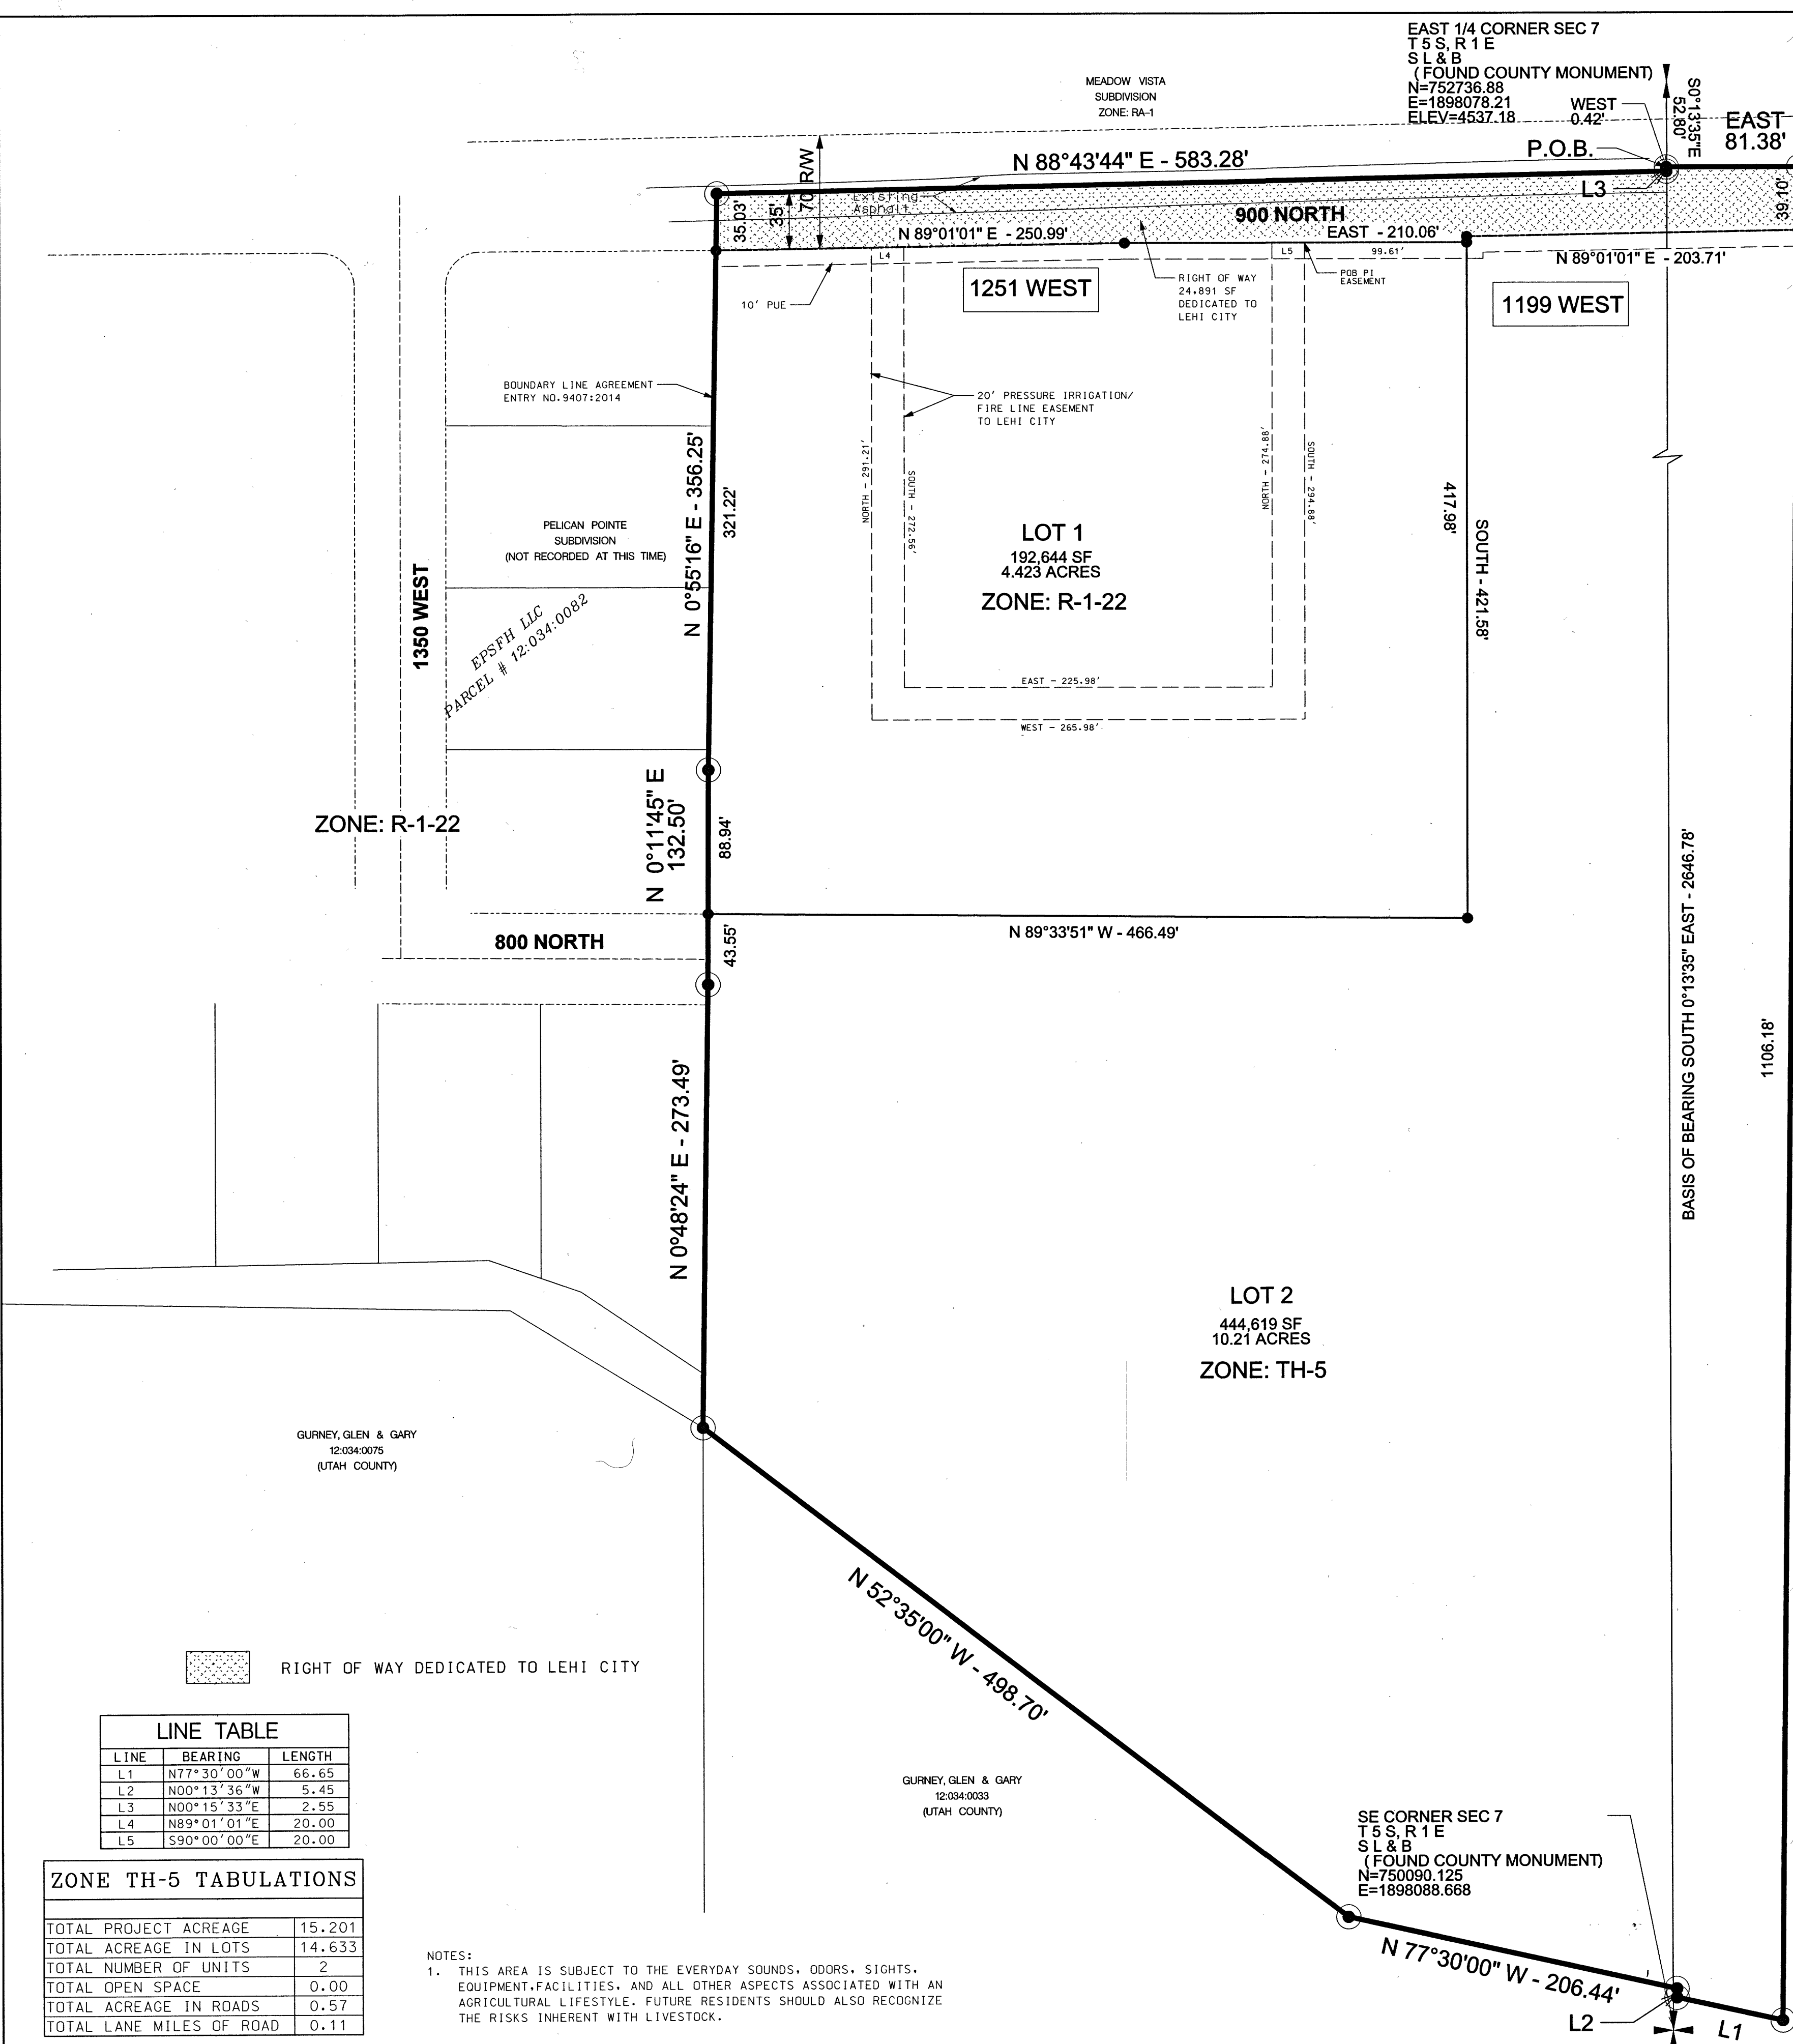 EAST 1/4 CORNER SEC 7
T 5 S, R 1 E
S L & B
( FOUND COUNTY MONUMENT)
N=752736.88
E=1898078.21
ELEV=4537.18
WEST
0.42'
S0°13'35"E
52.80'
EAST
81.38'
MEADOW VISTA
SUBDIVISION
ZONE: RA-1
P.O.B.
L3
N 88°43'44" E - 583.28'
70' R/W
35'
35.03'
39.10'
Existing
Asphalt
900 NORTH
N 89°01'01" E - 250.99'
EAST - 210.06'
N 89°01'01" E - 203.71'
L4
L5
99.61'
POB PI
EASEMENT
10' PUE
1251 WEST
RIGHT OF WAY
24,891 SF
DEDICATED TO
LEHI CITY
1199 WEST
BOUNDARY LINE AGREEMENT
ENTRY NO.9407:2014
20' PRESSURE IRRIGATION/
FIRE LINE EASEMENT
TO LEHI CITY
N 0°55'16" E - 356.25'
321.22'
NORTH - 291.21'
SOUTH - 272.56'
NORTH - 274.88'
SOUTH - 294.88'
417.98'
SOUTH - 421.58'
PELICAN POINTE
SUBDIVISION
(NOT RECORDED AT THIS TIME)
LOT 1
192,644 SF
4.423 ACRES
ZONE: R-1-22
1350 WEST
EPSFH LLC
PARCEL # 12:034:0082
EAST - 225.98'
WEST - 265.98'
ZONE: R-1-22
N 0°11'45" E
132.50'
88.94'
BASIS OF BEARING SOUTH 0°13'35" EAST - 2646.78'
1106.18'
800 NORTH
43.55'
N 89°33'51" W - 466.49'
N 0°48'24" E - 273.49'
LOT 2
444,619 SF
10.21 ACRES
ZONE: TH-5
GURNEY, GLEN & GARY
12:034:0075
(UTAH COUNTY)
N 52°35'00" W - 498.70'
RIGHT OF WAY DEDICATED TO LEHI CITY
LINE TABLE
LINE BEARING LENGTH
L1 N77°30'00"W 66.65
L2 N00°13'36"W 5.45
L3 N00°15'33"E 2.55
L4 N89°01'01"E 20.00
L5 S90°00'00"E 20.00
GURNEY, GLEN & GARY
12:034:0033
(UTAH COUNTY)
SE CORNER SEC 7
T 5 S, R 1 E
S L & B
( FOUND COUNTY MONUMENT)
N=750090.125
E=1898088.668
N 77°30'00" W - 206.44'
L2
L1
ZONE TH-5 TABULATIONS
TOTAL PROJECT ACREAGE 15.201
TOTAL ACREAGE IN LOTS 14.633
TOTAL NUMBER OF UNITS 2
TOTAL OPEN SPACE 0.00
TOTAL ACREAGE IN ROADS 0.57
TOTAL LANE MILES OF ROAD 0.11
NOTES:
1. THIS AREA IS SUBJECT TO THE EVERYDAY SOUNDS, ODORS, SIGHTS,
EQUIPMENT,FACILITIES, AND ALL OTHER ASPECTS ASSOCIATED WITH AN
AGRICULTURAL LIFESTYLE. FUTURE RESIDENTS SHOULD ALSO RECOGNIZE
THE RISKS INHERENT WITH LIVESTOCK.